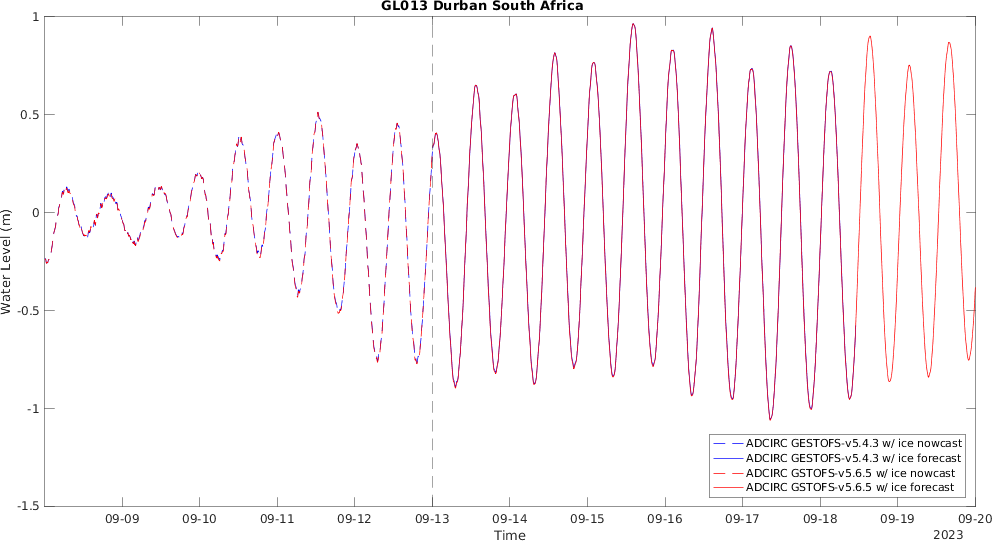 GL013 Durban South Africa
1
0.5
0
-0.5
-1
-1.5
Water Level (m)
ADCIRC GESTOFS-v5.4.3 w/ ice nowcast
ADCIRC GESTOFS-v5.4.3 w/ ice forecast
ADCIRC GSTOFS-v5.6.5 w/ ice nowcast
ADCIRC GSTOFS-v5.6.5 w/ ice forecast
09-09 09-10 09-11 09-12 09-13 09-14 09-15 09-16 09-17 09-18 09-19 09-20
Time
2023